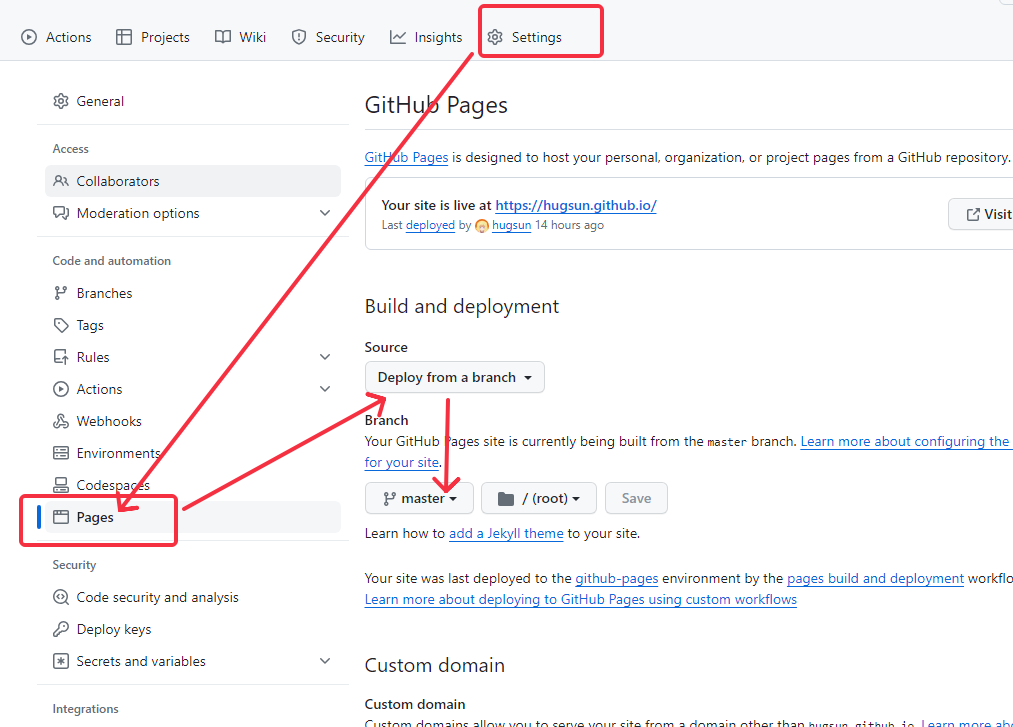 Actions Projects Wiki Security Insights Settings
General
Access
Collaborators
Moderation options
Code and automation
Branches
Tags
Rules
Actions
Webhooks
Environments
Codespaces
Pages
Security
Code security and analysis
Deploy keys
Secrets and variables
Integrations
GitHub Pages
GitHub Pages is designed to host your personal, organization, or project pages from a GitHub repository.
Your site is live at https://hugsun.github.io/
Last deployed by hugsun 14 hours ago
Visit
Build and deployment
Source
Deploy from a branch
Branch
Your GitHub Pages site is currently being built from the master branch. Learn more about configuring the
for your site.
master / (root) Save
Learn how to add a Jekyll theme to your site.
Your site was last deployed to the github-pages environment by the pages build and deployment workflo
Learn more about deploying to GitHub Pages using custom workflows
Custom domain
Custom domain
Custom domains allow you to serve your site from a domain other than hugsun.github.io. Learn more abo